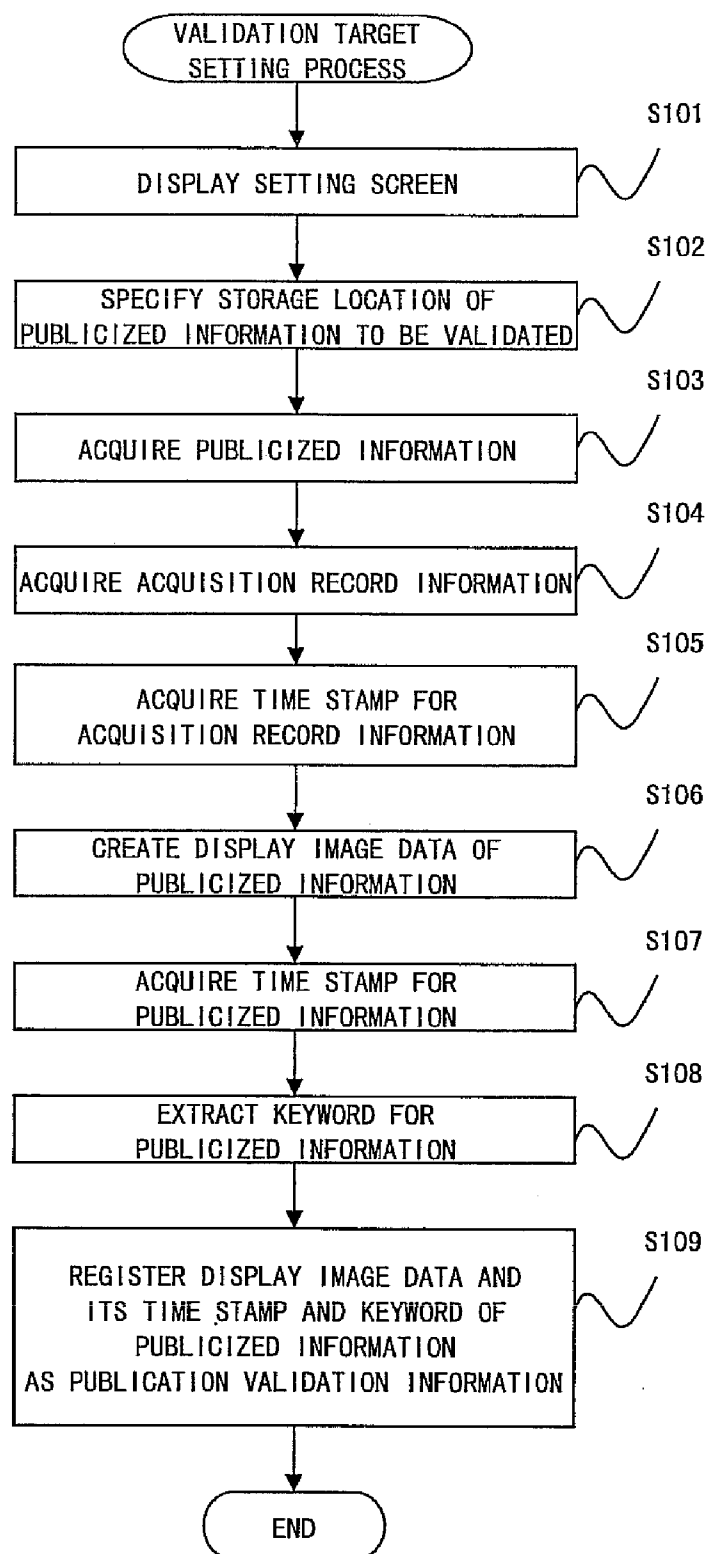 VALIDATION TARGET
SETTING PROCESS
S101
DISPLAY SETTING SCREEN
S102
SPECIFY STORAGE LOCATION OF
PUBLICIZED INFORMATION TO BE VALIDATED
S103
ACQUIRE PUBLICIZED INFORMATION
S104
ACQUIRE ACQUISITION RECORD INFORMATION
S105
ACQUIRE TIME STAMP FOR
ACQUISITION RECORD INFORMATION
S106
CREATE DISPLAY IMAGE DATA OF
PUBLICIZED INFORMATION
S107
ACQUIRE TIME STAMP FOR
PUBLICIZED INFORMATION
S108
EXTRACT KEYWORD FOR
PUBLICIZED INFORMATION
S109
REGISTER DISPLAY IMAGE DATA AND
ITS TIME STAMP AND KEYWORD OF
PUBLICIZED INFORMATION
AS PUBLICATION VALIDATION INFORMATION
END